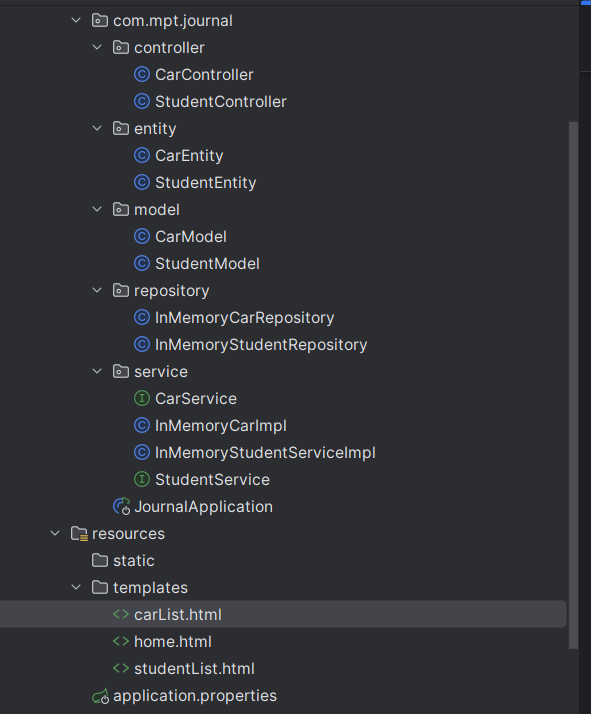 com.mpt.journal
controller
CarController
StudentController
entity
CarEntity
StudentEntity
model
CarModel
StudentModel
repository
InMemoryCarRepository
InMemoryStudentRepository
service
CarService
InMemoryCarImpl
InMemoryStudentServiceImpl
StudentService
JournalApplication
resources
static
templates
carList.html
home.html
studentList.html
application.properties